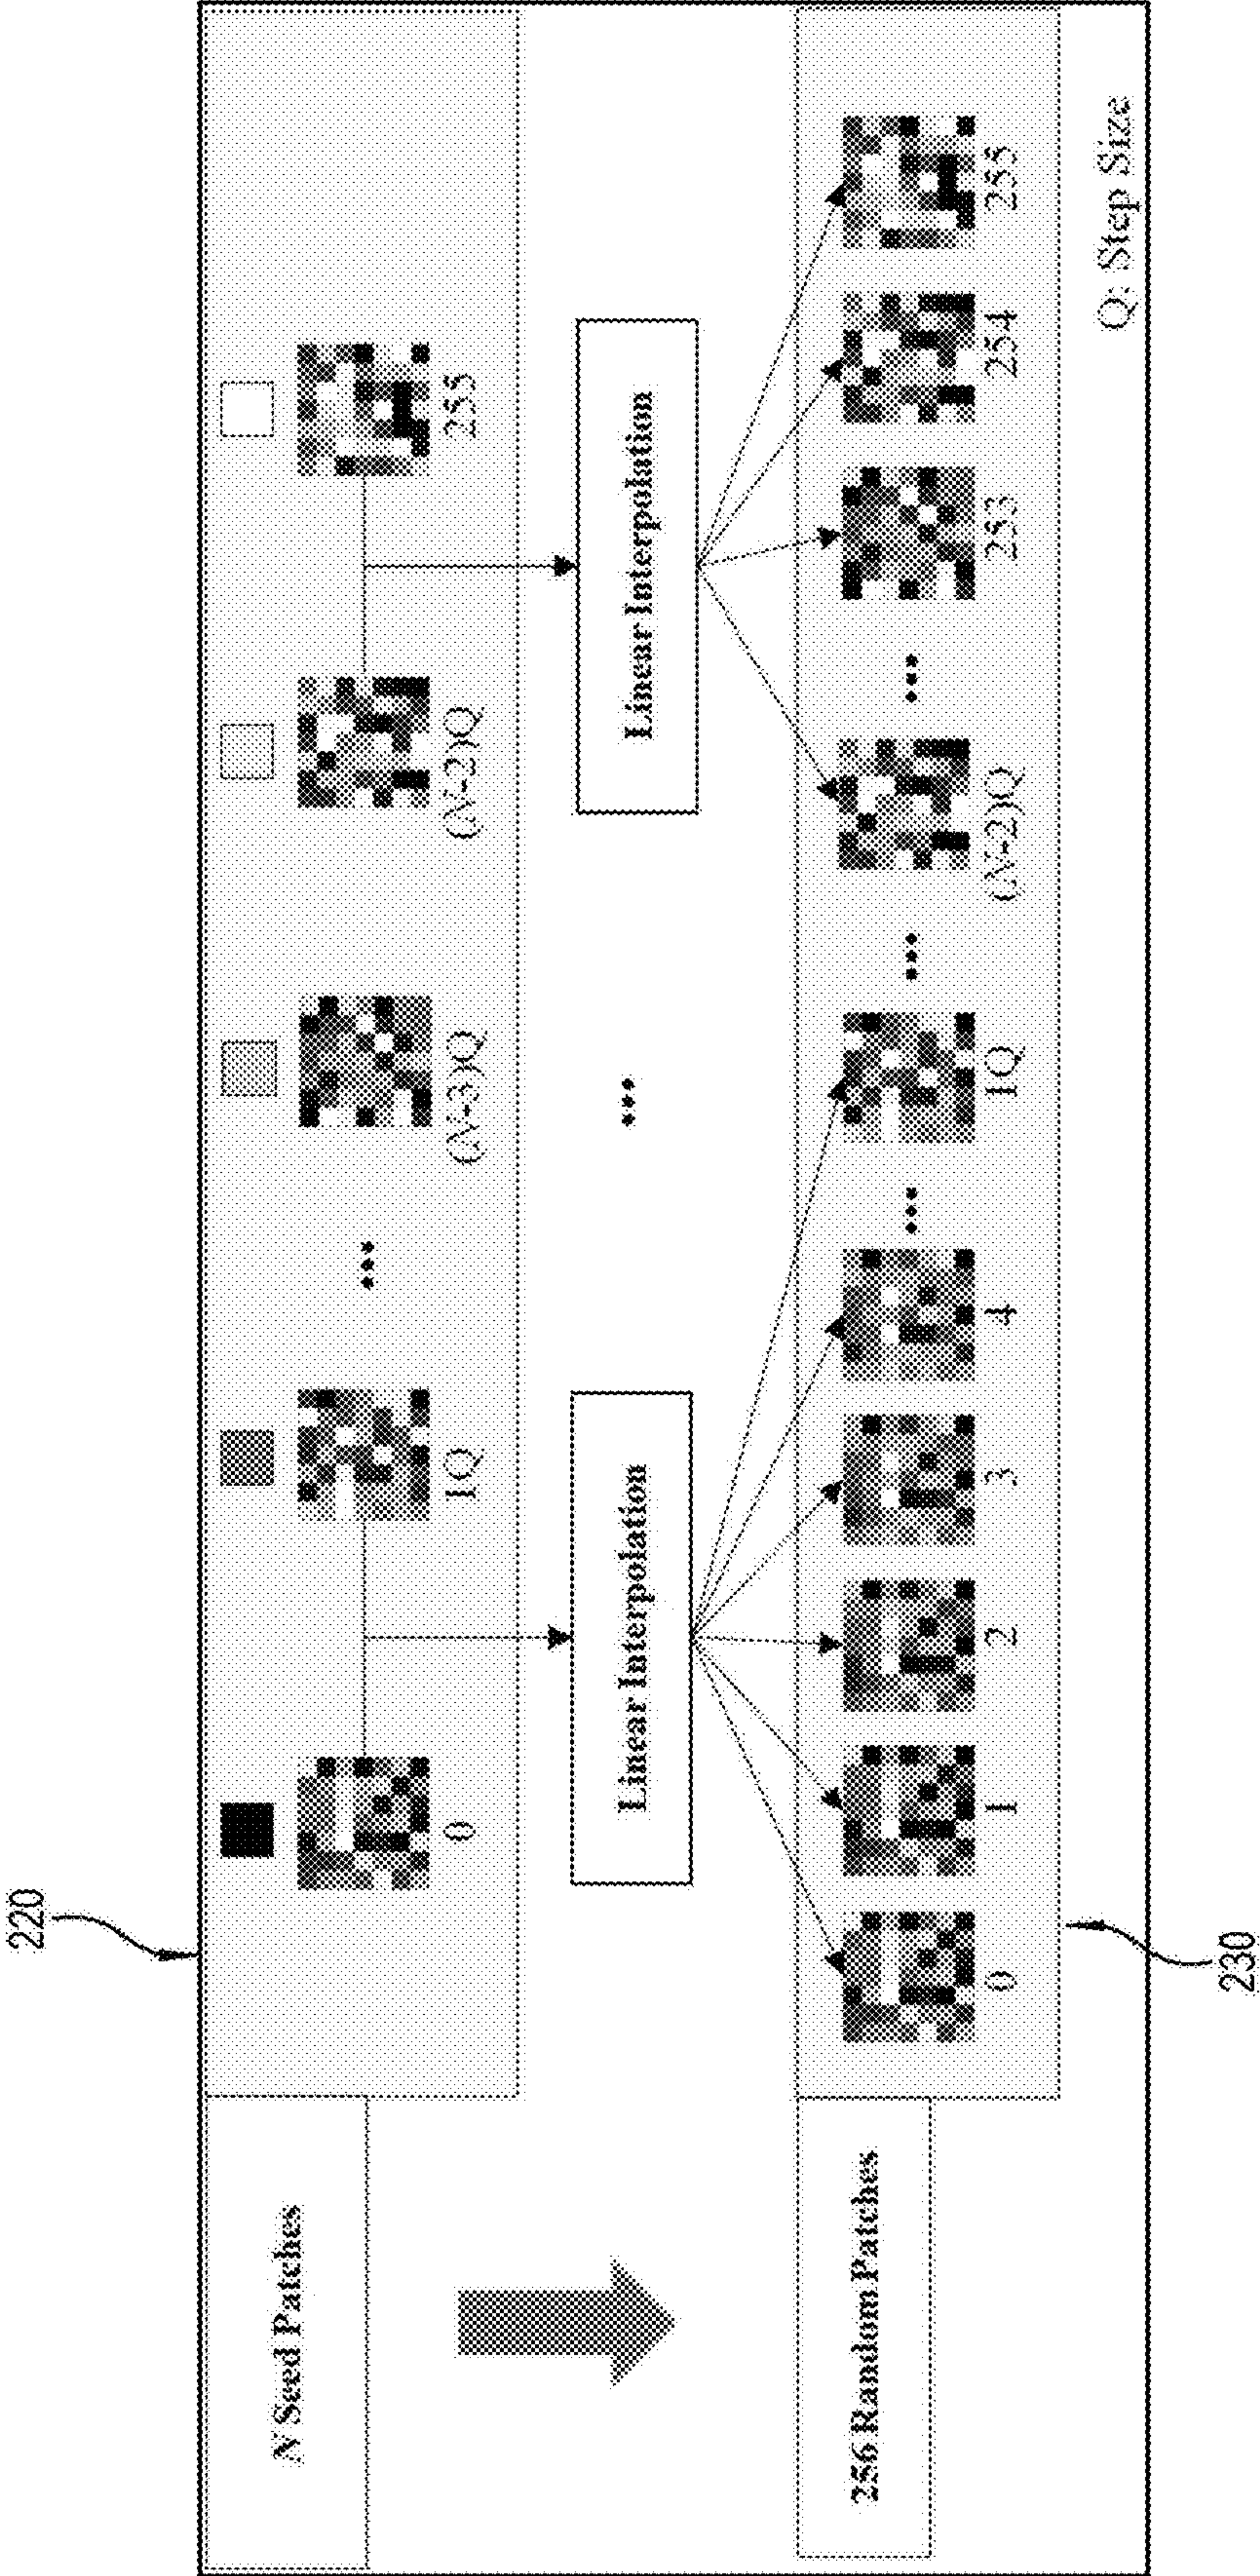 220
N Seed Patches
0
1Q
•••
(N-3)Q
(N-2)Q
255
Linear Interpolation
•••
Linear Interpolation
256 Random Patches
0
1
2
3
4
•••
1Q
•••
(N-2)Q
•••
253
254
255
Q: Step Size
230